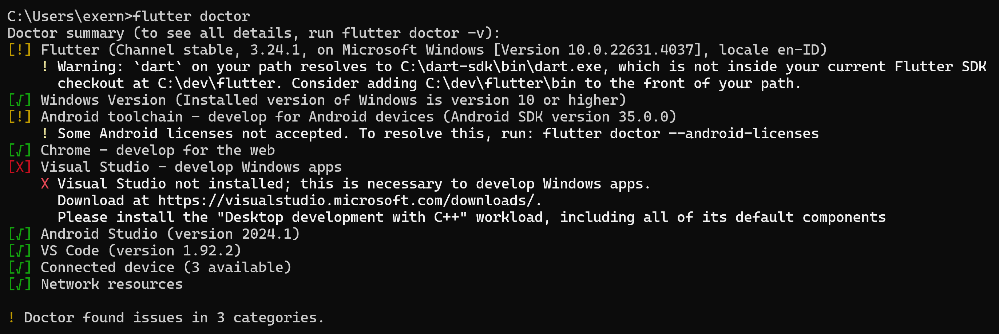 C:\Users\exern>flutter doctor
Doctor summary (to see all details, run flutter doctor -v):
[!] Flutter (Channel stable, 3.24.1, on Microsoft Windows [Version 10.0.22631.4037], locale en-ID)
    ! Warning: `dart` on your path resolves to C:\dart-sdk\bin\dart.exe, which is not inside your current Flutter SDK
      checkout at C:\dev\flutter. Consider adding C:\dev\flutter\bin to the front of your path.
[√] Windows Version (Installed version of Windows is version 10 or higher)
[!] Android toolchain - develop for Android devices (Android SDK version 35.0.0)
    ! Some Android licenses not accepted. To resolve this, run: flutter doctor --android-licenses
[√] Chrome - develop for the web
[X] Visual Studio - develop Windows apps
    X Visual Studio not installed; this is necessary to develop Windows apps.
      Download at https://visualstudio.microsoft.com/downloads/.
      Please install the "Desktop development with C++" workload, including all of its default components
[√] Android Studio (version 2024.1)
[√] VS Code (version 1.92.2)
[√] Connected device (3 available)
[√] Network resources

! Doctor found issues in 3 categories.